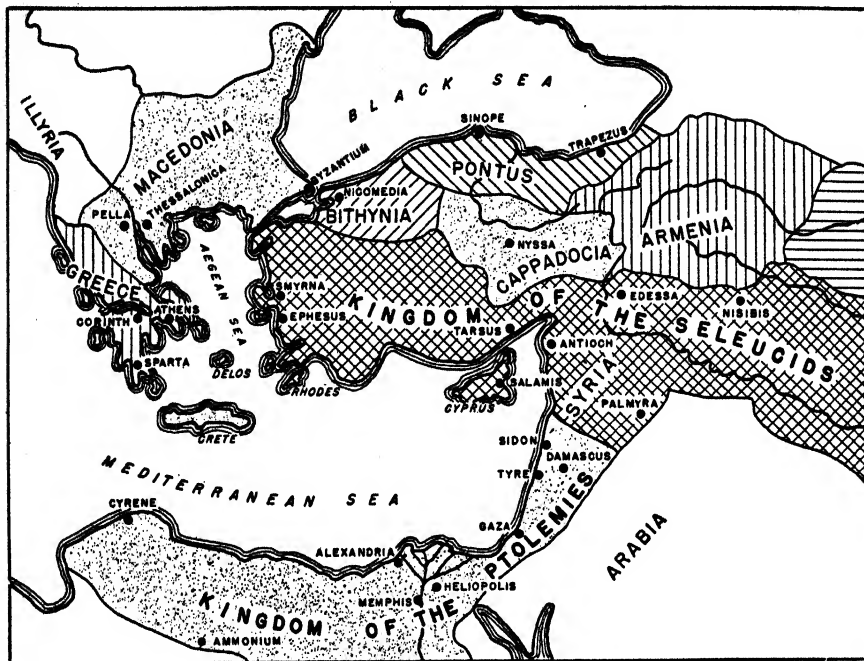 BLACK SEA
ILLYRIA
MACEDONIA
SINOPE
TRAPEZUS
BYZANTIUM
PONTUS
NICOMEDIA
BITHYNIA
THESSALONICA
PELLA
NYSSA
CAPPADOCIA
ARMENIA
AEGEAN SEA
GREECE
SMYRNA
EPHESUS
KINGDOM OF THE SELEUCIDS
EDESSA
NISIBIS
ATHENS
CORINTH
TARSUS
ANTIOCH
SPARTA
DELOS
RHODES
SALAMIS
CYPRUS
SYRIA
PALMYRA
CRETE
SIDON
DAMASCUS
TYRE
MEDITERRANEAN SEA
CYRENE
GAZA
ALEXANDRIA
ARABIA
HELIOPOLIS
MEMPHIS
KINGDOM OF THE PTOLEMIES
AMMONIUM